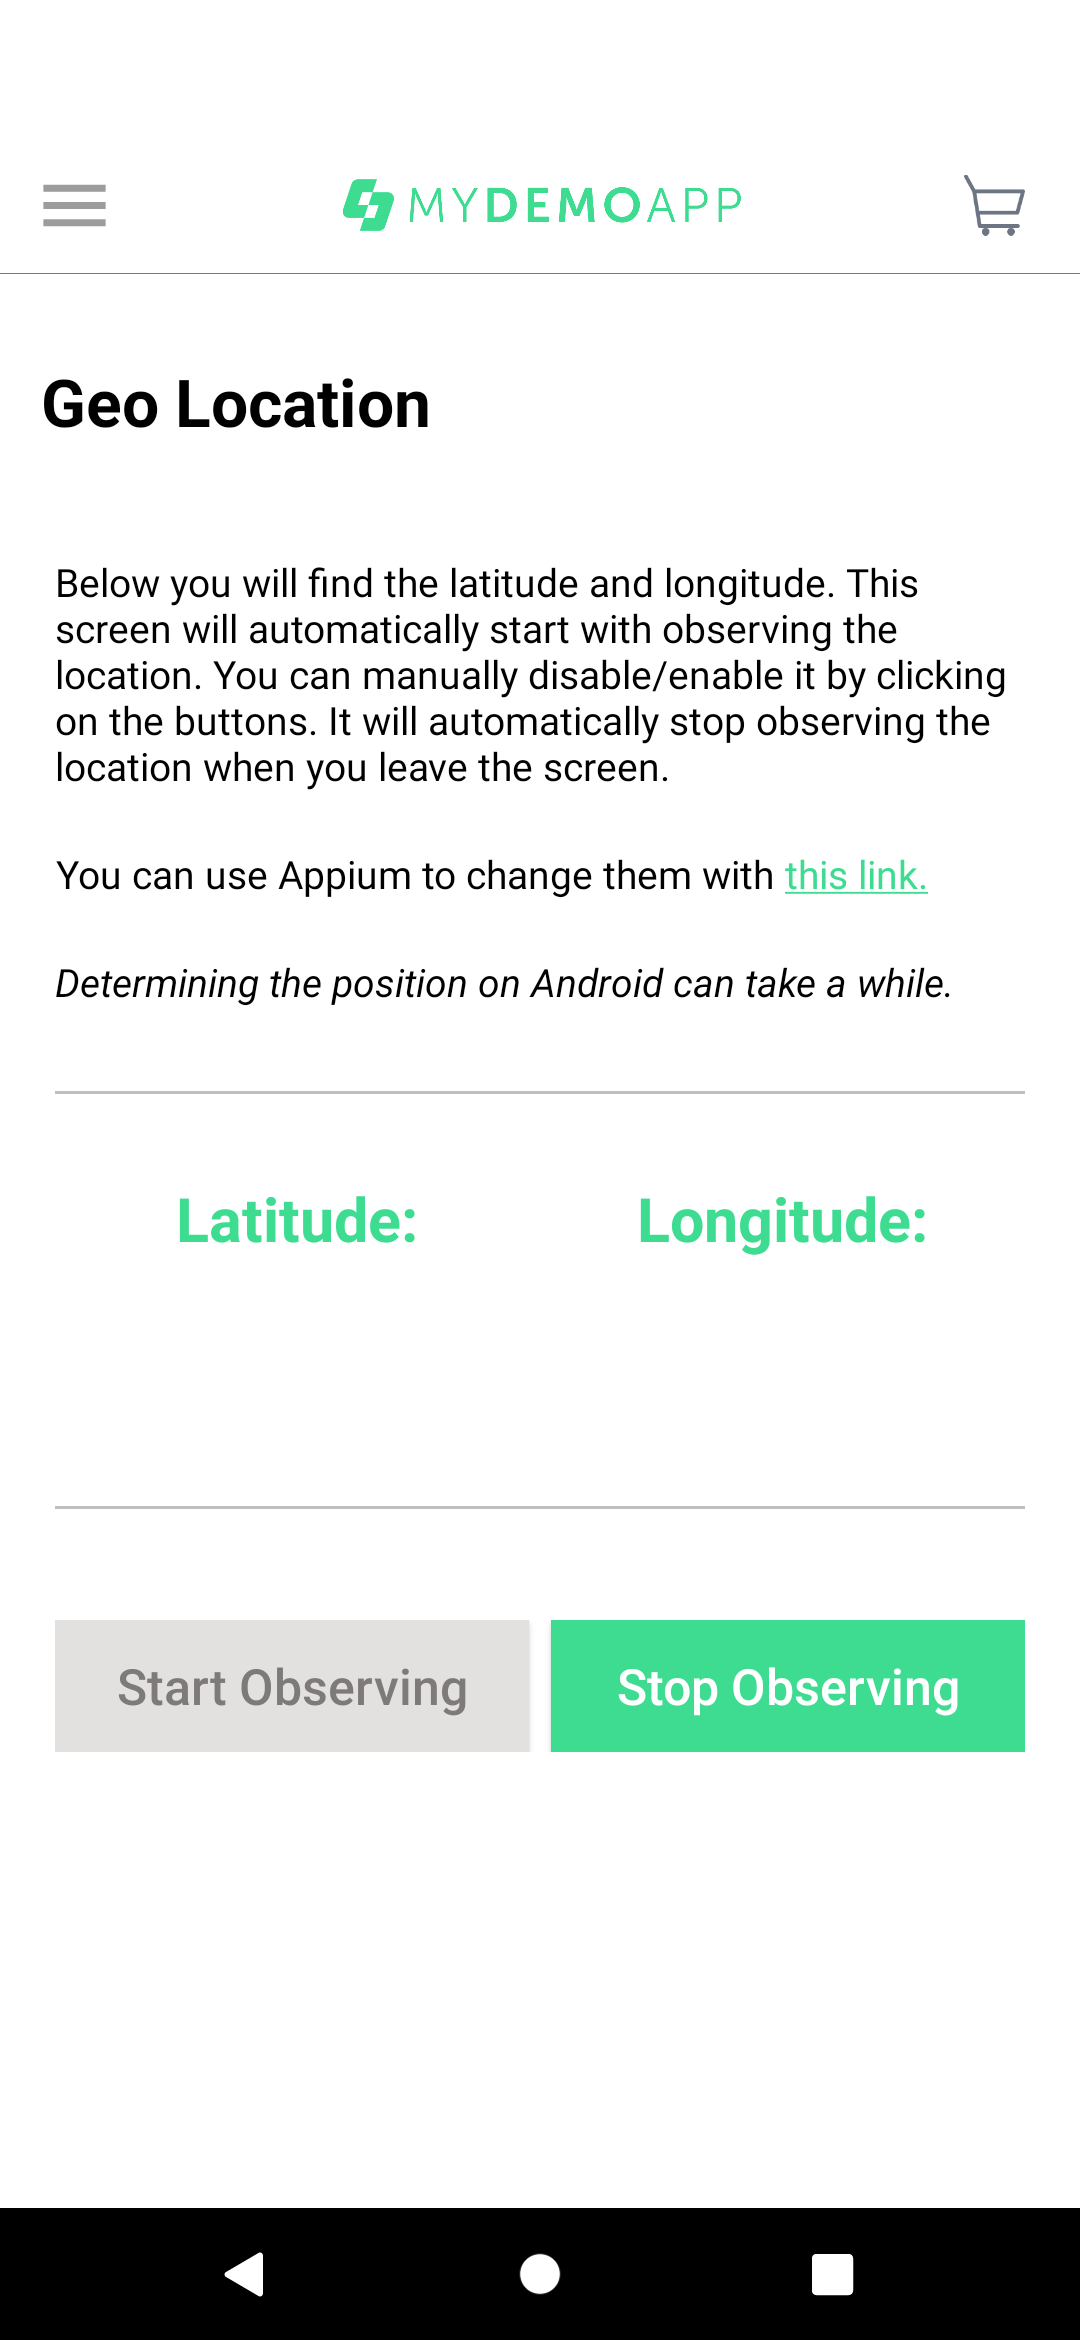 MYDEMOAPP
Geo Location
Below you will find the latitude and longitude. This
screen will automatically start with observing the
location. You can manually disable/enable it by clicking
on the buttons. It will automatically stop observing the
location when you leave the screen.
You can use Appium to change them with this link.
Determining the position on Android can take a while.
Latitude: Longitude:
Start Observing Stop Observing